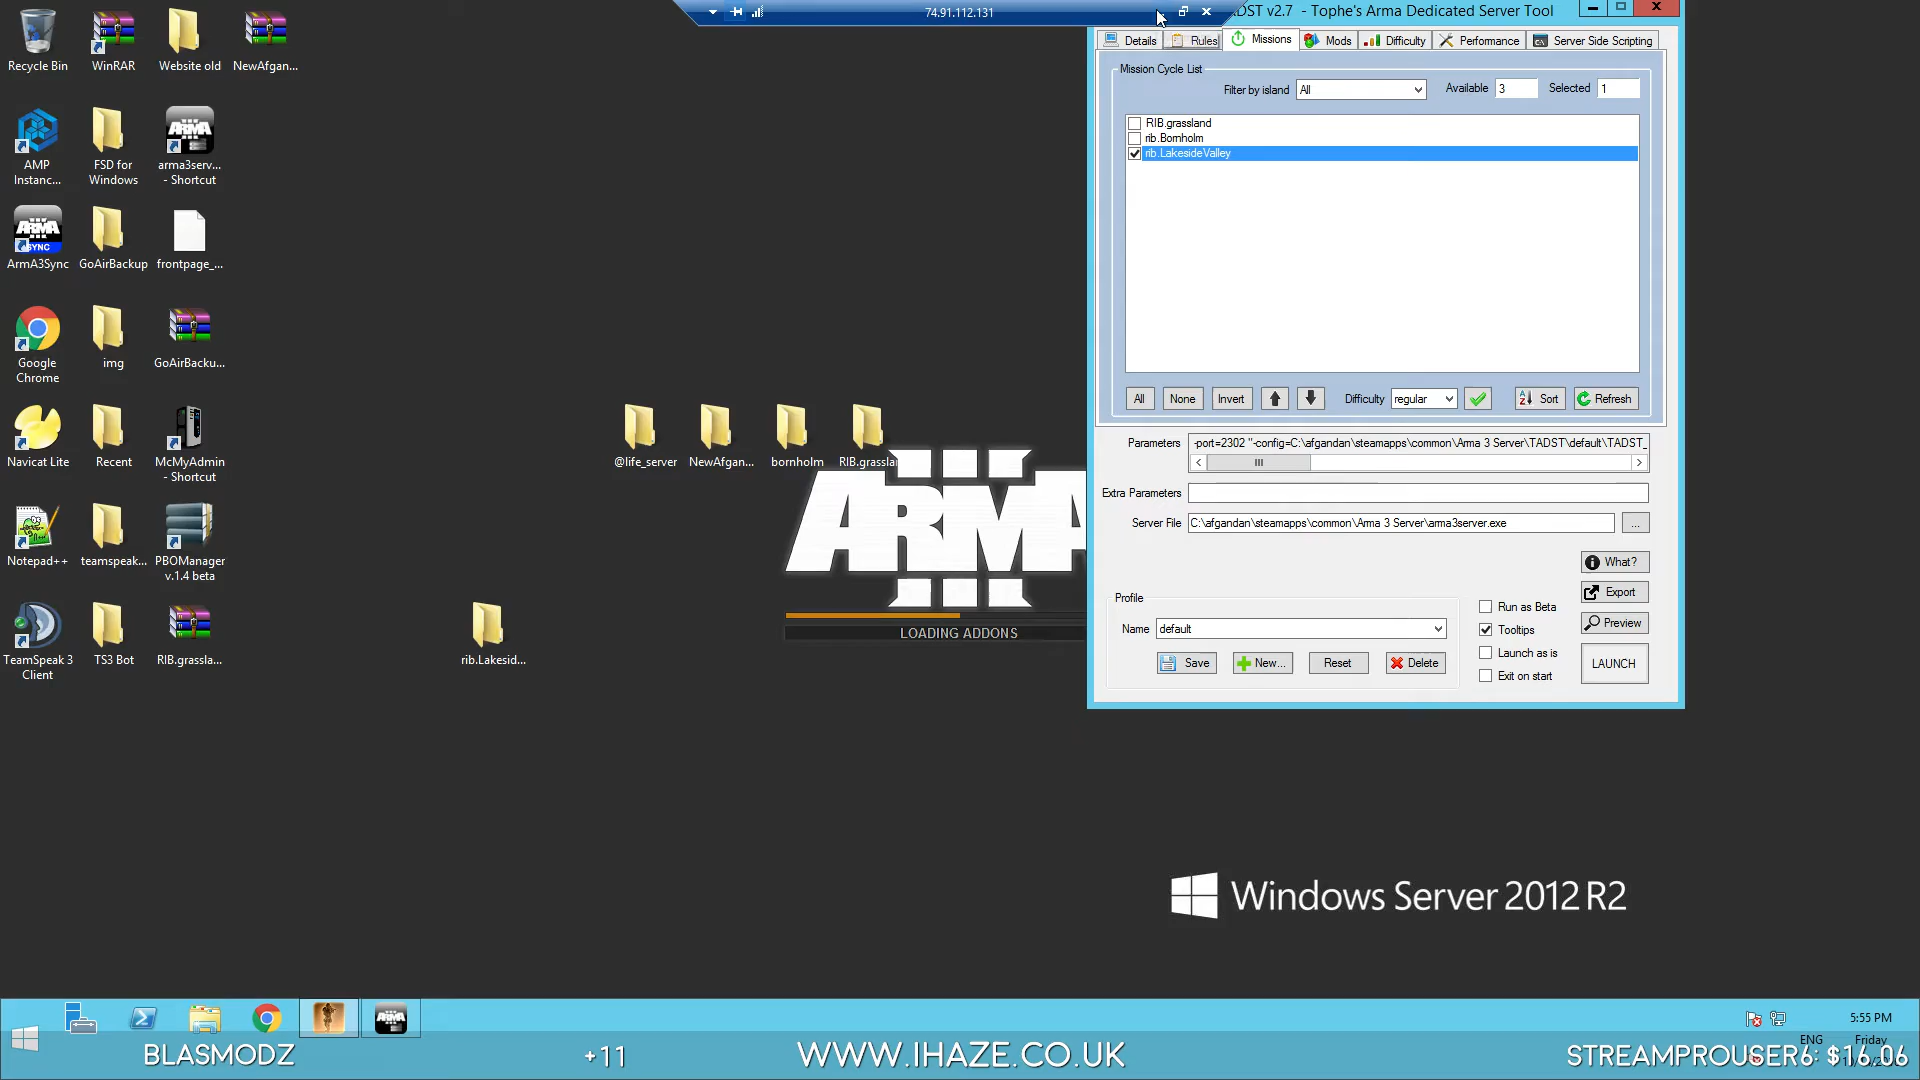 74.91.112.131
DST v2.7 - Tophe's Arma Dedicated Server Tool
Details
Rules
Missions
Mods
Difficulty
Performance
Server Side Scripting
Mission Cycle List
Filter by island
All
Available
3
Selected
1
RIB.grassland
rib.Bornholm
rib.LakesideValley
All
None
Invert
Difficulty
regular
Sort
Refresh
Parameters
-port=2302 "-config=C:\afgandan\steamapps\common\Arma 3 Server\TADST\default\TADST_
Extra Parameters
Server File
C:\afgandan\steamapps\common\Arma 3 Server\arma3server.exe
...
What?
Export
Preview
LAUNCH
Profile
Name
default
Save
New...
Reset
Delete
Run as Beta
Tooltips
Launch as is
Exit on start
Recycle Bin
WinRAR
Website old
NewAfgan...
AMP
Instanc...
FSD for
Windows
arma3serv...
- Shortcut
ArmA3Sync
GoAirBackup
frontpage_...
Google
Chrome
img
GoAirBacku...
Navicat Lite
Recent
McMyAdmin
- Shortcut
Notepad++
teamspeak...
PBOManager
v.1.4 beta
TeamSpeak 3
Client
TS3 Bot
RIB.grassla...
rib.Lakesid...
@life_server
NewAfgan...
bornholm
RIB.grasslan
ARMA
III
LOADING ADDONS
Windows Server 2012 R2
5:55 PM
ENG
Friday
BLASMODZ
+11
WWW.IHAZE.CO.UK
STREAMPROUSER6: $16.06